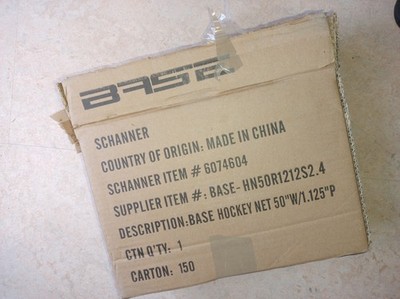 BASE
SCHANNER
COUNTRY OF ORIGIN: MADE IN CHINA
SCHANNER ITEM # 6074604
SUPPLIER ITEM #: BASE- HN50R1212S2.4
DESCRIPTION:BASE HOCKEY NET 50"W/1.125"P
CTN Q'TY: 1
CARTON: 150